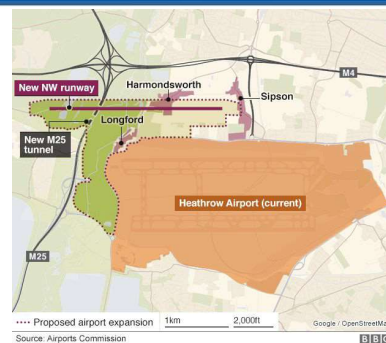 M4
New NW runway
Harmondsworth
Sipson
Longford
New M25
tunnel
Heathrow Airport (current)
M25
Proposed airport expansion
1km
2,000ft
Google / OpenStreetMa
Source: Airports Commission
BBC